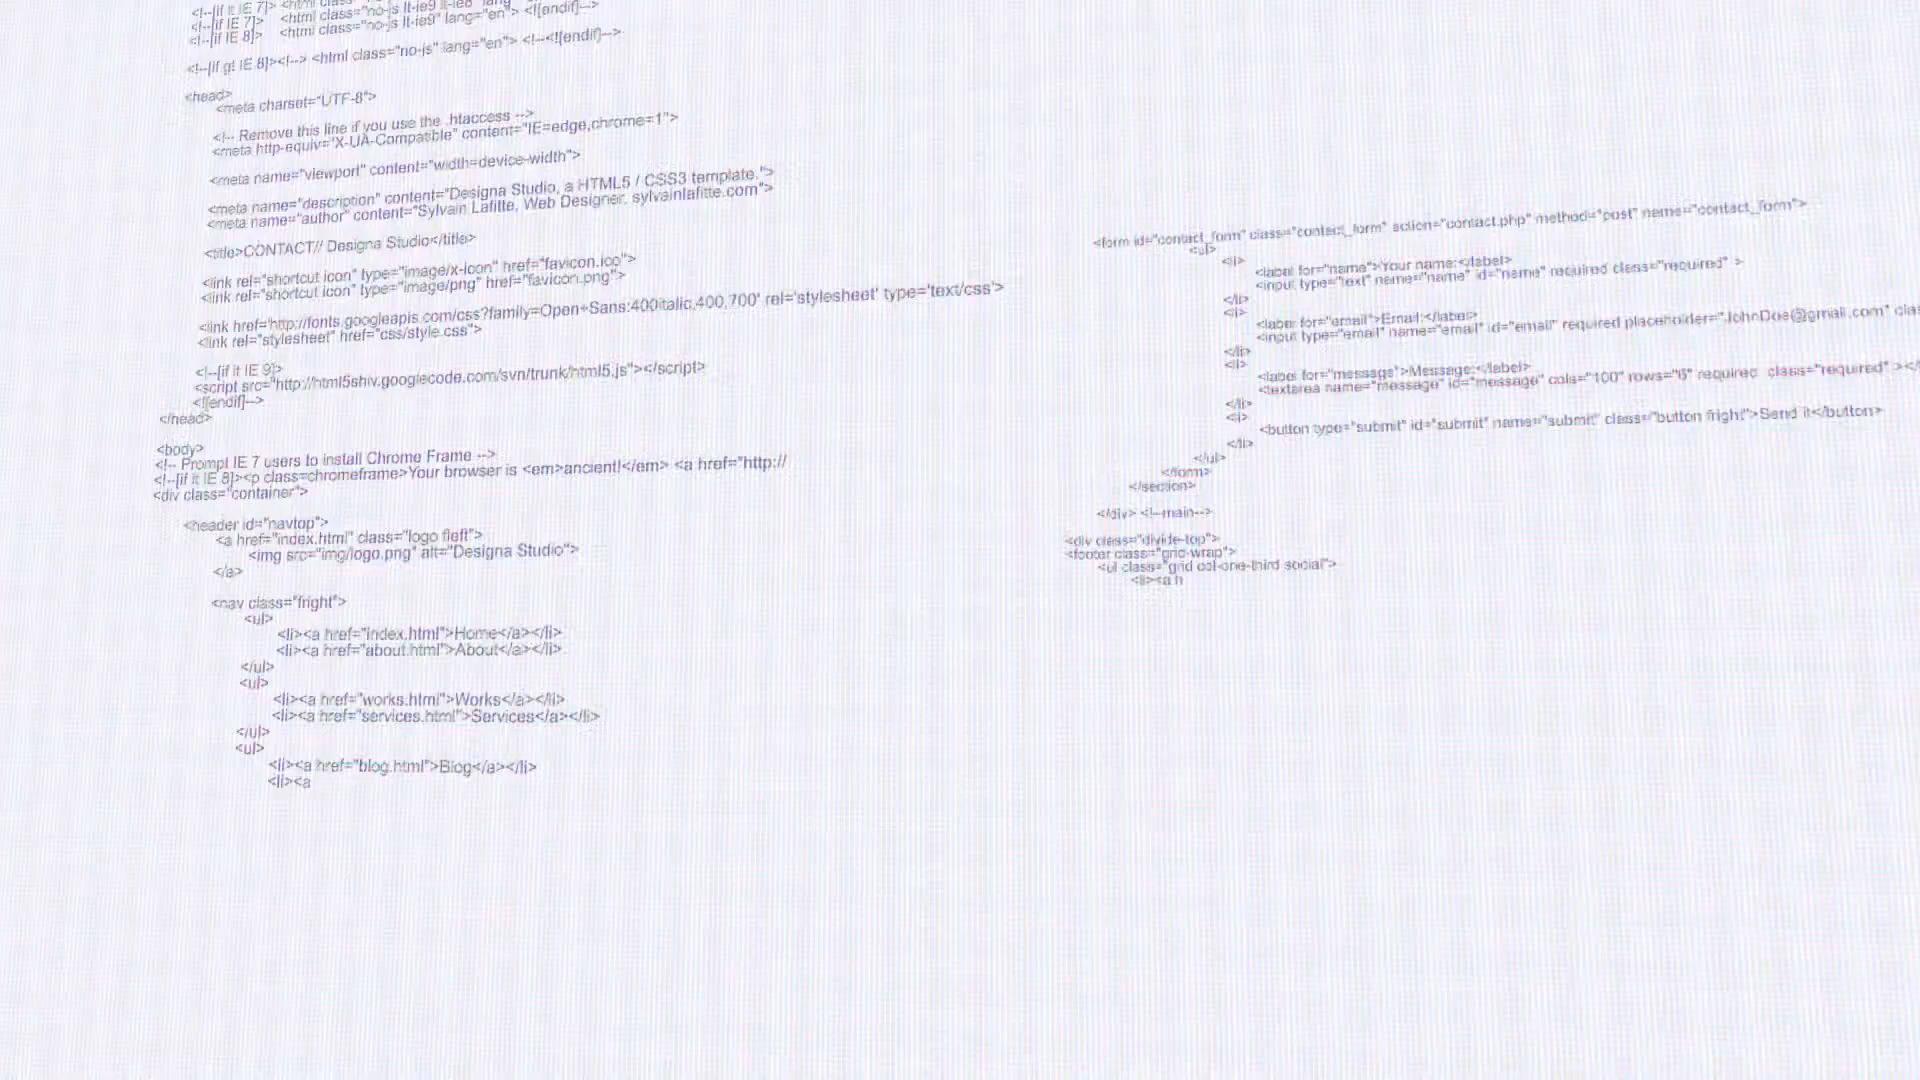 <!--[if lt IE 7]> <html class="no-js lt-ie9 lt-ie8
<!--[if IE 7]> <html class="no-js lt-ie9 lt-ie8" lang="en"> <![endif]-->
<!--[if IE 8]> <html class="no-js lt-ie9" lang="en"> <![endif]-->
<!--[if gt IE 8]><!--> <html class="no-js" lang="en"> <!--<![endif]-->
<head>
<meta charset="UTF-8">
<!-- Remove this line if you use the .htaccess -->
<meta http-equiv="X-UA-Compatible" content="IE=edge,chrome=1">
<meta name="viewport" content="width=device-width">
<meta name="description" content="Designa Studio, a HTML5 / CSS3 template.">
<meta name="author" content="Sylvain Lafitte, Web Designer, sylvainlafitte.com">
<title>CONTACT// Designa Studio</title>
<link rel="shortcut icon" type="image/x-icon" href="favicon.ico">
<link rel="shortcut icon" type="image/png" href="favicon.png">
<link href='http://fonts.googleapis.com/css?family=Open+Sans:400italic,400,700' rel='stylesheet' type='text/css'>
<link rel="stylesheet" href="css/style.css">
<!--[if lt IE 9]>
<script src="http://html5shiv.googlecode.com/svn/trunk/html5.js"></script>
<![endif]-->
</head>
<body>
<!-- Prompt IE 7 users to install Chrome Frame -->
<!--[if lt IE 8]><p class=chromeframe>Your browser is <em>ancient!</em> <a href="http://
<div class="container">
<header id="navtop">
<a href="index.html" class="logo fleft">
<img src="img/logo.png" alt="Designa Studio">
</a>
<nav class="fright">
<ul>
<li><a href="index.html">Home</a></li>
<li><a href="about.html">About</a></li>
</ul>
<ul>
<li><a href="works.html">Works</a></li>
<li><a href="services.html">Services</a></li>
</ul>
<ul>
<li><a href="blog.html">Blog</a></li>
<li><a
<form id="contact_form" class="contact_form" action="contact.php" method="post" name="contact_form">
<ul>
<li>
<label for="name">Your name:</label>
<input type="text" name="name" id="name" required class="required" >
</li>
<li>
<label for="email">Email:</label>
<input type="email" name="email" id="email" required placeholder="JohnDoe@gmail.com" clas
</li>
<li>
<label for="message">Message:</label>
<textarea name="message" id="message" cols="100" rows="6" required class="required" ></
</li>
<li>
<button type="submit" id="submit" name="submit" class="button fright">Send it</button>
</li>
</ul>
</form>
</section>
</div> <!--main-->
<div class="divide-top">
<footer class="grid-wrap">
<ul class="grid col-one-third social">
<li><a h